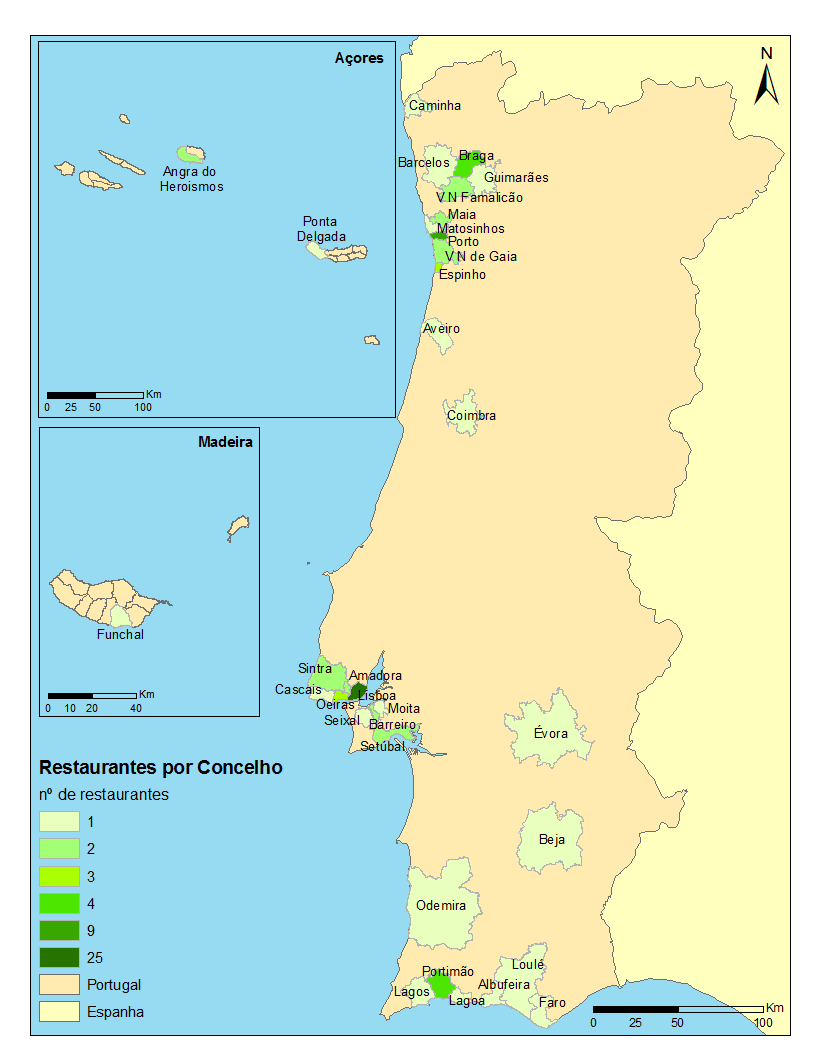 Açores
N
Caminha
Braga
Barcelos
Guimarães
V N Famalicão
Maia
Matosinhos
Porto
V N de Gaia
Espinho
Aveiro
Coimbra
Angra do
Heroismos
Ponta
Delgada
Km
0 25 50 100
Madeira
Funchal
Km
0 10 20 40
Sintra
Amadora
Cascais
Lisboa
Oeiras
Moita
Seixal
Barreiro
Setúbal
Évora
Beja
Odemira
Loulé
Portimão
Albufeira
Lagos
Lagoa
Faro
Restaurantes por Concelho
nº de restaurantes
1
2
3
4
9
25
Portugal
Espanha
Km
0 25 50 100